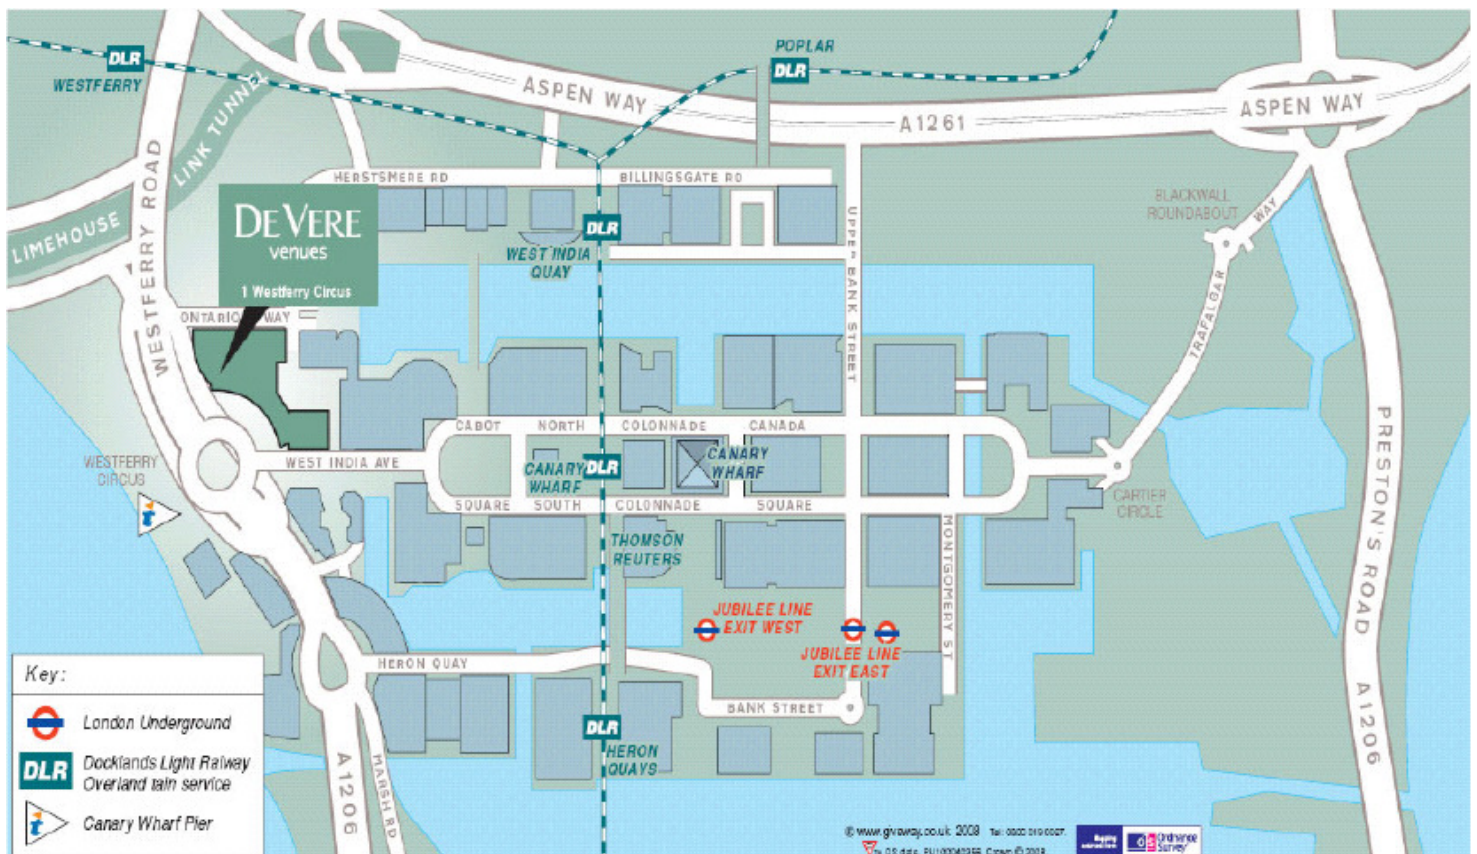 DLR
WESTFERRY
POPLAR
DLR
ASPEN WAY
A1261
ASPEN WAY
LINK TUNNEL
LIMEHOUSE
WESTFERRY ROAD
HERSTSMERE RD
BILLINGSGATE RD
DE VERE
venues
1 Westferry Circus
DLR
WEST INDIA
QUAY
UPPER BANK STREET
BLACKWALL
ROUNDABOUT
TRAFALGAR WAY
ONTARIO WAY
PRESTON'S ROAD
CABOT
NORTH
COLONNADE
CANADA
WESTFERRY
CIRCUS
WEST INDIA AVE
CANARY
WHARF
DLR
CANARY
WHARF
SQUARE
SOUTH
COLONNADE
SQUARE
CARTIER
CIRCLE
THOMSON
REUTERS
MONTGOMERY ST
JUBILEE LINE
EXIT WEST
JUBILEE LINE
EXIT EAST
HERON QUAY
BANK STREET
DLR
HERON
QUAYS
A1206
MARSH RD
A1206
Key:
London Underground
DLR
Docklands Light Railway
Overland tain service
Canary Wharf Pier
© www.giveway.co.uk 2008
Ordnance
Survey